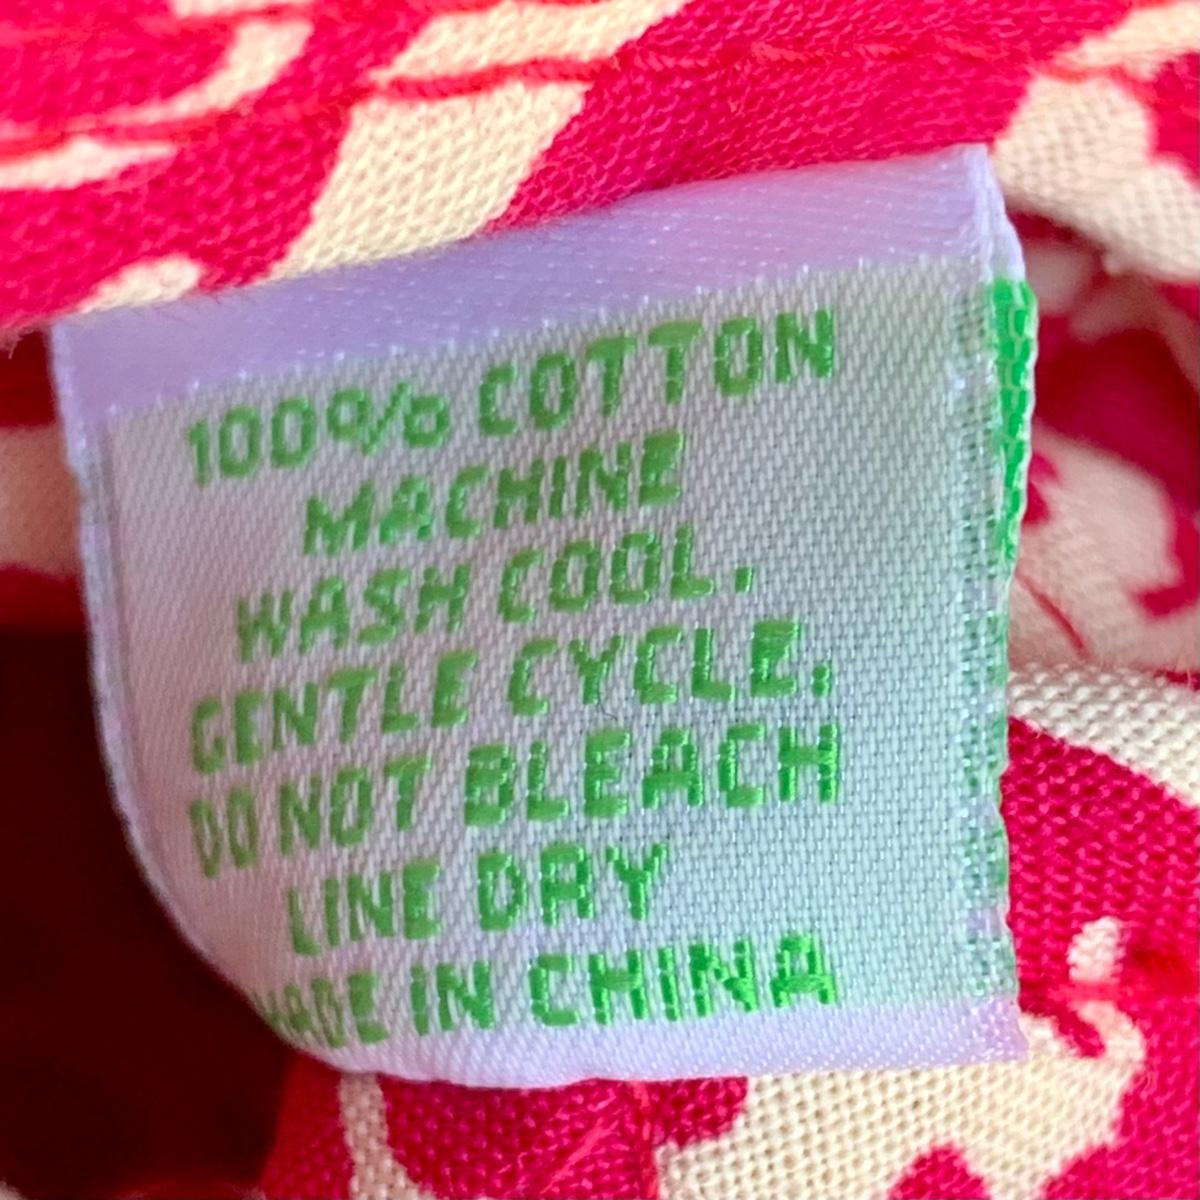 100% COTTON
MACHINE
WASH COOL.
GENTLE CYCLE.
DO NOT BLEACH
LINE DRY
MADE IN CHINA